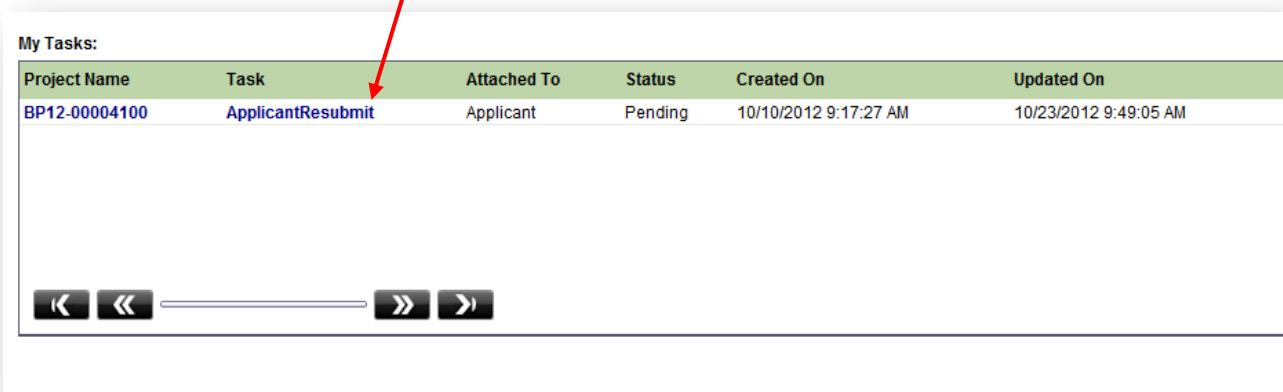 My Tasks:
Project Name Task Attached To Status Created On Updated On
BP12-00004100 ApplicantResubmit Applicant Pending 10/10/2012 9:17:27 AM 10/23/2012 9:49:05 AM